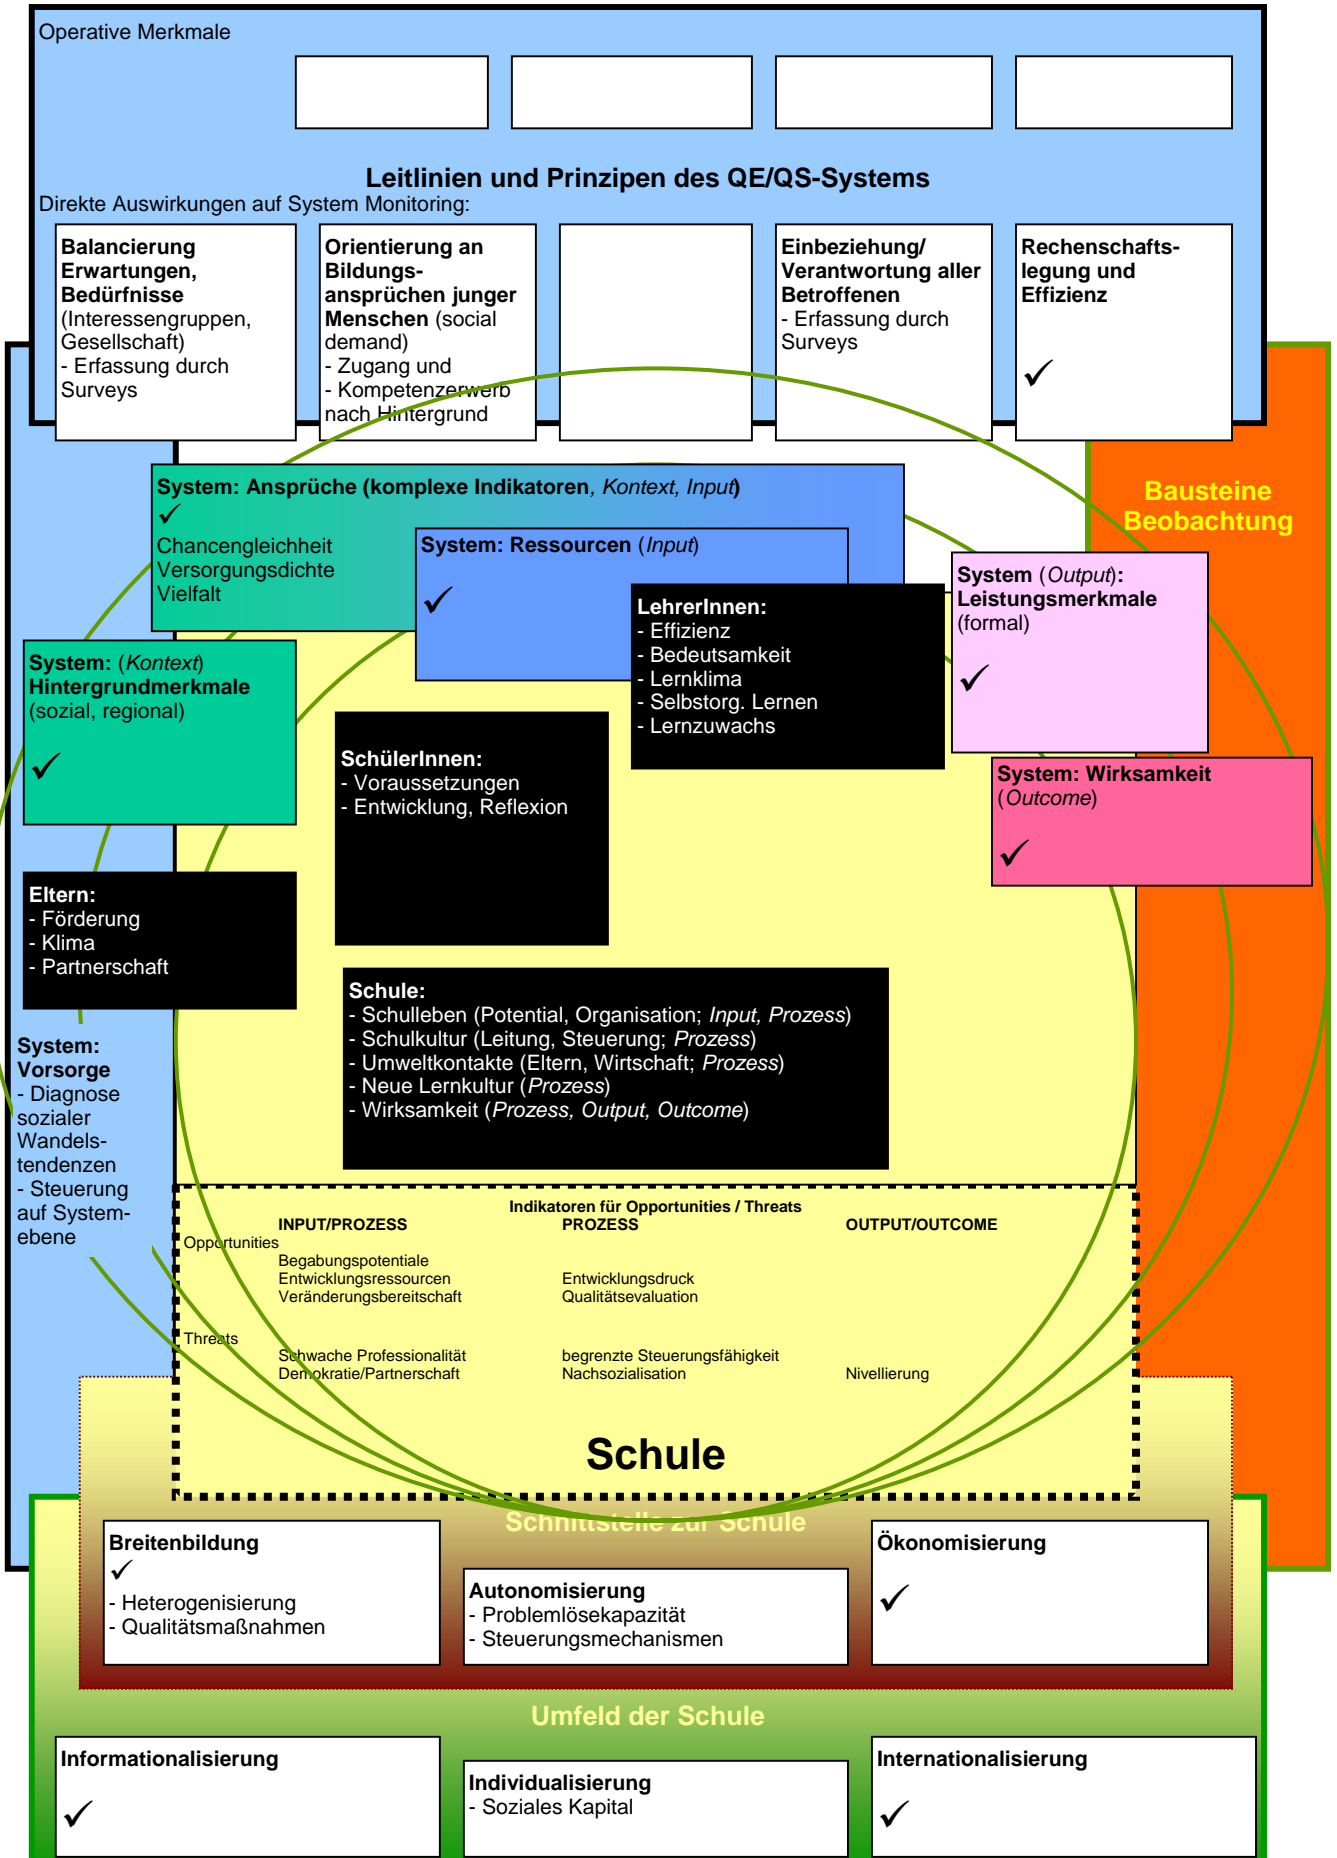 Operative Merkmale
Leitlinien und Prinzipen des QE/QS-Systems
Direkte Auswirkungen auf System Monitoring:
Balancierung
Erwartungen,
Bedürfnisse
(Interessengruppen,
Gesellschaft)
- Erfassung durch
Surveys
Orientierung an
Bildungs-
ansprüchen junger
Menschen (social
demand)
- Zugang und
- Kompetenzerwerb
nach Hintergrund
Einbeziehung/
Verantwortung aller
Betroffenen
- Erfassung durch
Surveys
Rechenschafts-
legung und
Effizienz
✓
Bausteine
Beobachtung
System: Ansprüche (komplexe Indikatoren, Kontext, Input)
✓
Chancengleichheit
Versorgungsdichte
Vielfalt
System: Ressourcen (Input)
✓
LehrerInnen:
- Effizienz
- Bedeutsamkeit
- Lernklima
- Selbstorg. Lernen
- Lernzuwachs
System (Output):
Leistungsmerkmale
(formal)
✓
System: (Kontext)
Hintergrundmerkmale
(sozial, regional)
✓
SchülerInnen:
- Voraussetzungen
- Entwicklung, Reflexion
System: Wirksamkeit
(Outcome)
✓
Eltern:
- Förderung
- Klima
- Partnerschaft
Schule:
- Schulleben (Potential, Organisation; Input, Prozess)
- Schulkultur (Leitung, Steuerung; Prozess)
- Umweltkontakte (Eltern, Wirtschaft; Prozess)
- Neue Lernkultur (Prozess)
- Wirksamkeit (Prozess, Output, Outcome)
System:
Vorsorge
- Diagnose
sozialer
Wandels-
tendenzen
- Steuerung
auf System-
ebene
Indikatoren für Opportunities / Threats
INPUT/PROZESS PROZESS OUTPUT/OUTCOME
Opportunities
Begabungspotentiale
Entwicklungsressourcen Entwicklungsdruck
Veränderungsbereitschaft Qualitätsevaluation
Threats
Schwache Professionalität begrenzte Steuerungsfähigkeit
Demokratie/Partnerschaft Nachsozialisation Nivellierung
Schule
Schnittstelle zur Schule
Breitenbildung
✓
- Heterogenisierung
- Qualitätsmaßnahmen
Autonomisierung
- Problemlösekapazität
- Steuerungsmechanismen
Ökonomisierung
✓
Umfeld der Schule
Informationalisierung
✓
Individualisierung
- Soziales Kapital
Internationalisierung
✓